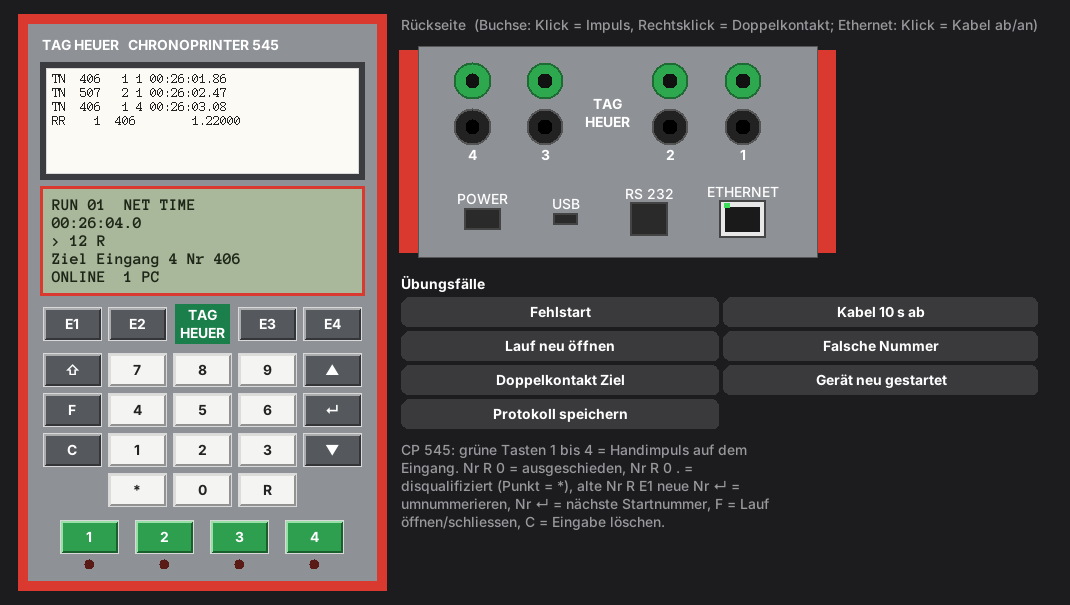 TAG HEUER CHRONOPRINTER 545
TN 406 1 1 00:26:01.86
TN 507 2 1 00:26:02.47
TN 406 1 4 00:26:03.08
RR 1 406 1.22000
RUN 01 NET TIME
00:26:04.0
› 12 R
Ziel Eingang 4 Nr 406
ONLINE 1 PC
E1 E2 TAG HEUER E3 E4
⇧ 7 8 9 ▲
F 4 5 6 ↵
C 1 2 3 ▼
* 0 R
1 2 3 4
Rückseite (Buchse: Klick = Impuls, Rechtsklick = Doppelkontakt; Ethernet: Klick = Kabel ab/an)
TAG
HEUER
4 3 2 1
POWER USB RS 232 ETHERNET
Übungsfälle
Fehlstart Kabel 10 s ab
Lauf neu öffnen Falsche Nummer
Doppelkontakt Ziel Gerät neu gestartet
Protokoll speichern
CP 545: grüne Tasten 1 bis 4 = Handimpuls auf dem
Eingang. Nr R 0 = ausgeschieden, Nr R 0 . =
disqualifiziert (Punkt = *), alte Nr R E1 neue Nr ↵ =
umnummerieren, Nr ↵ = nächste Startnummer, F = Lauf
öffnen/schliessen, C = Eingabe löschen.